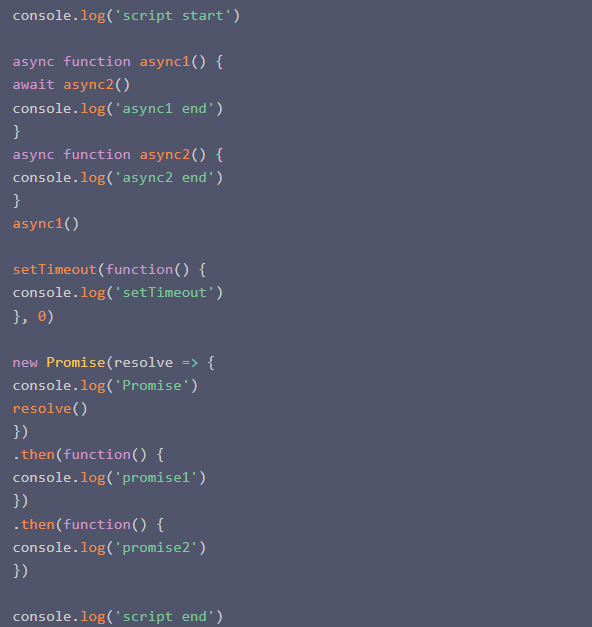 console.log('script start')
async function async1() {
await async2()
console.log('async1 end')
}
async function async2() {
console.log('async2 end')
}
async1()
setTimeout(function() {
console.log('setTimeout')
}, 0)
new Promise(resolve => {
console.log('Promise')
resolve()
})
.then(function() {
console.log('promise1')
})
.then(function() {
console.log('promise2')
})
console.log('script end')